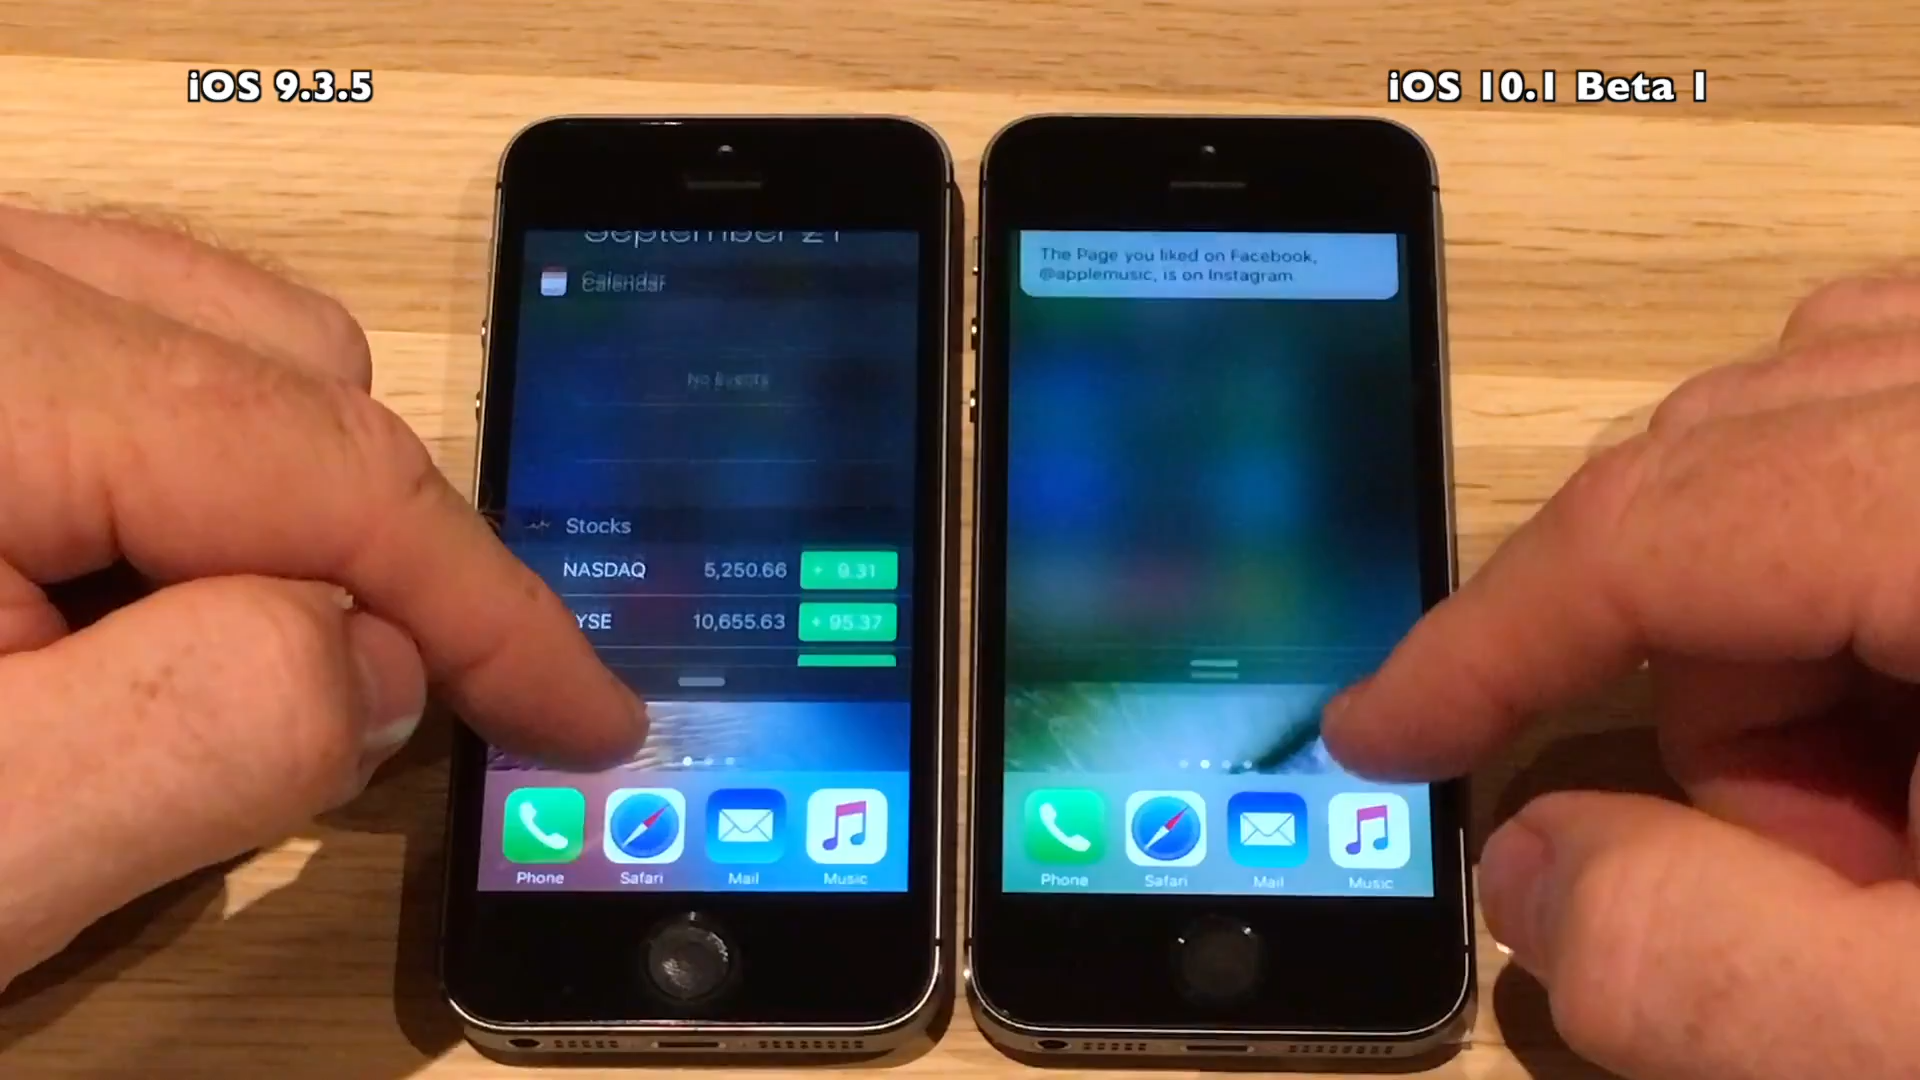 iOS 9.3.5
iOS 10.1 Beta 1
September 21
Calendar
No Events
Stocks
NASDAQ 5,250.66 + 9.31
YSE 10,655.63 + 95.37
Phone Safari Mail Music
The Page you liked on Facebook,
@applemusic, is on Instagram.
Phone Safari Mail Music